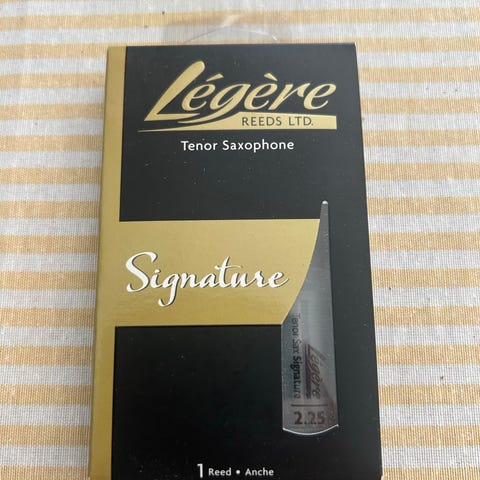 Légère
REEDS LTD.
Tenor Saxophone
Signature
Tenor Sax Signature
Légère
2.25
1 Reed • Anche